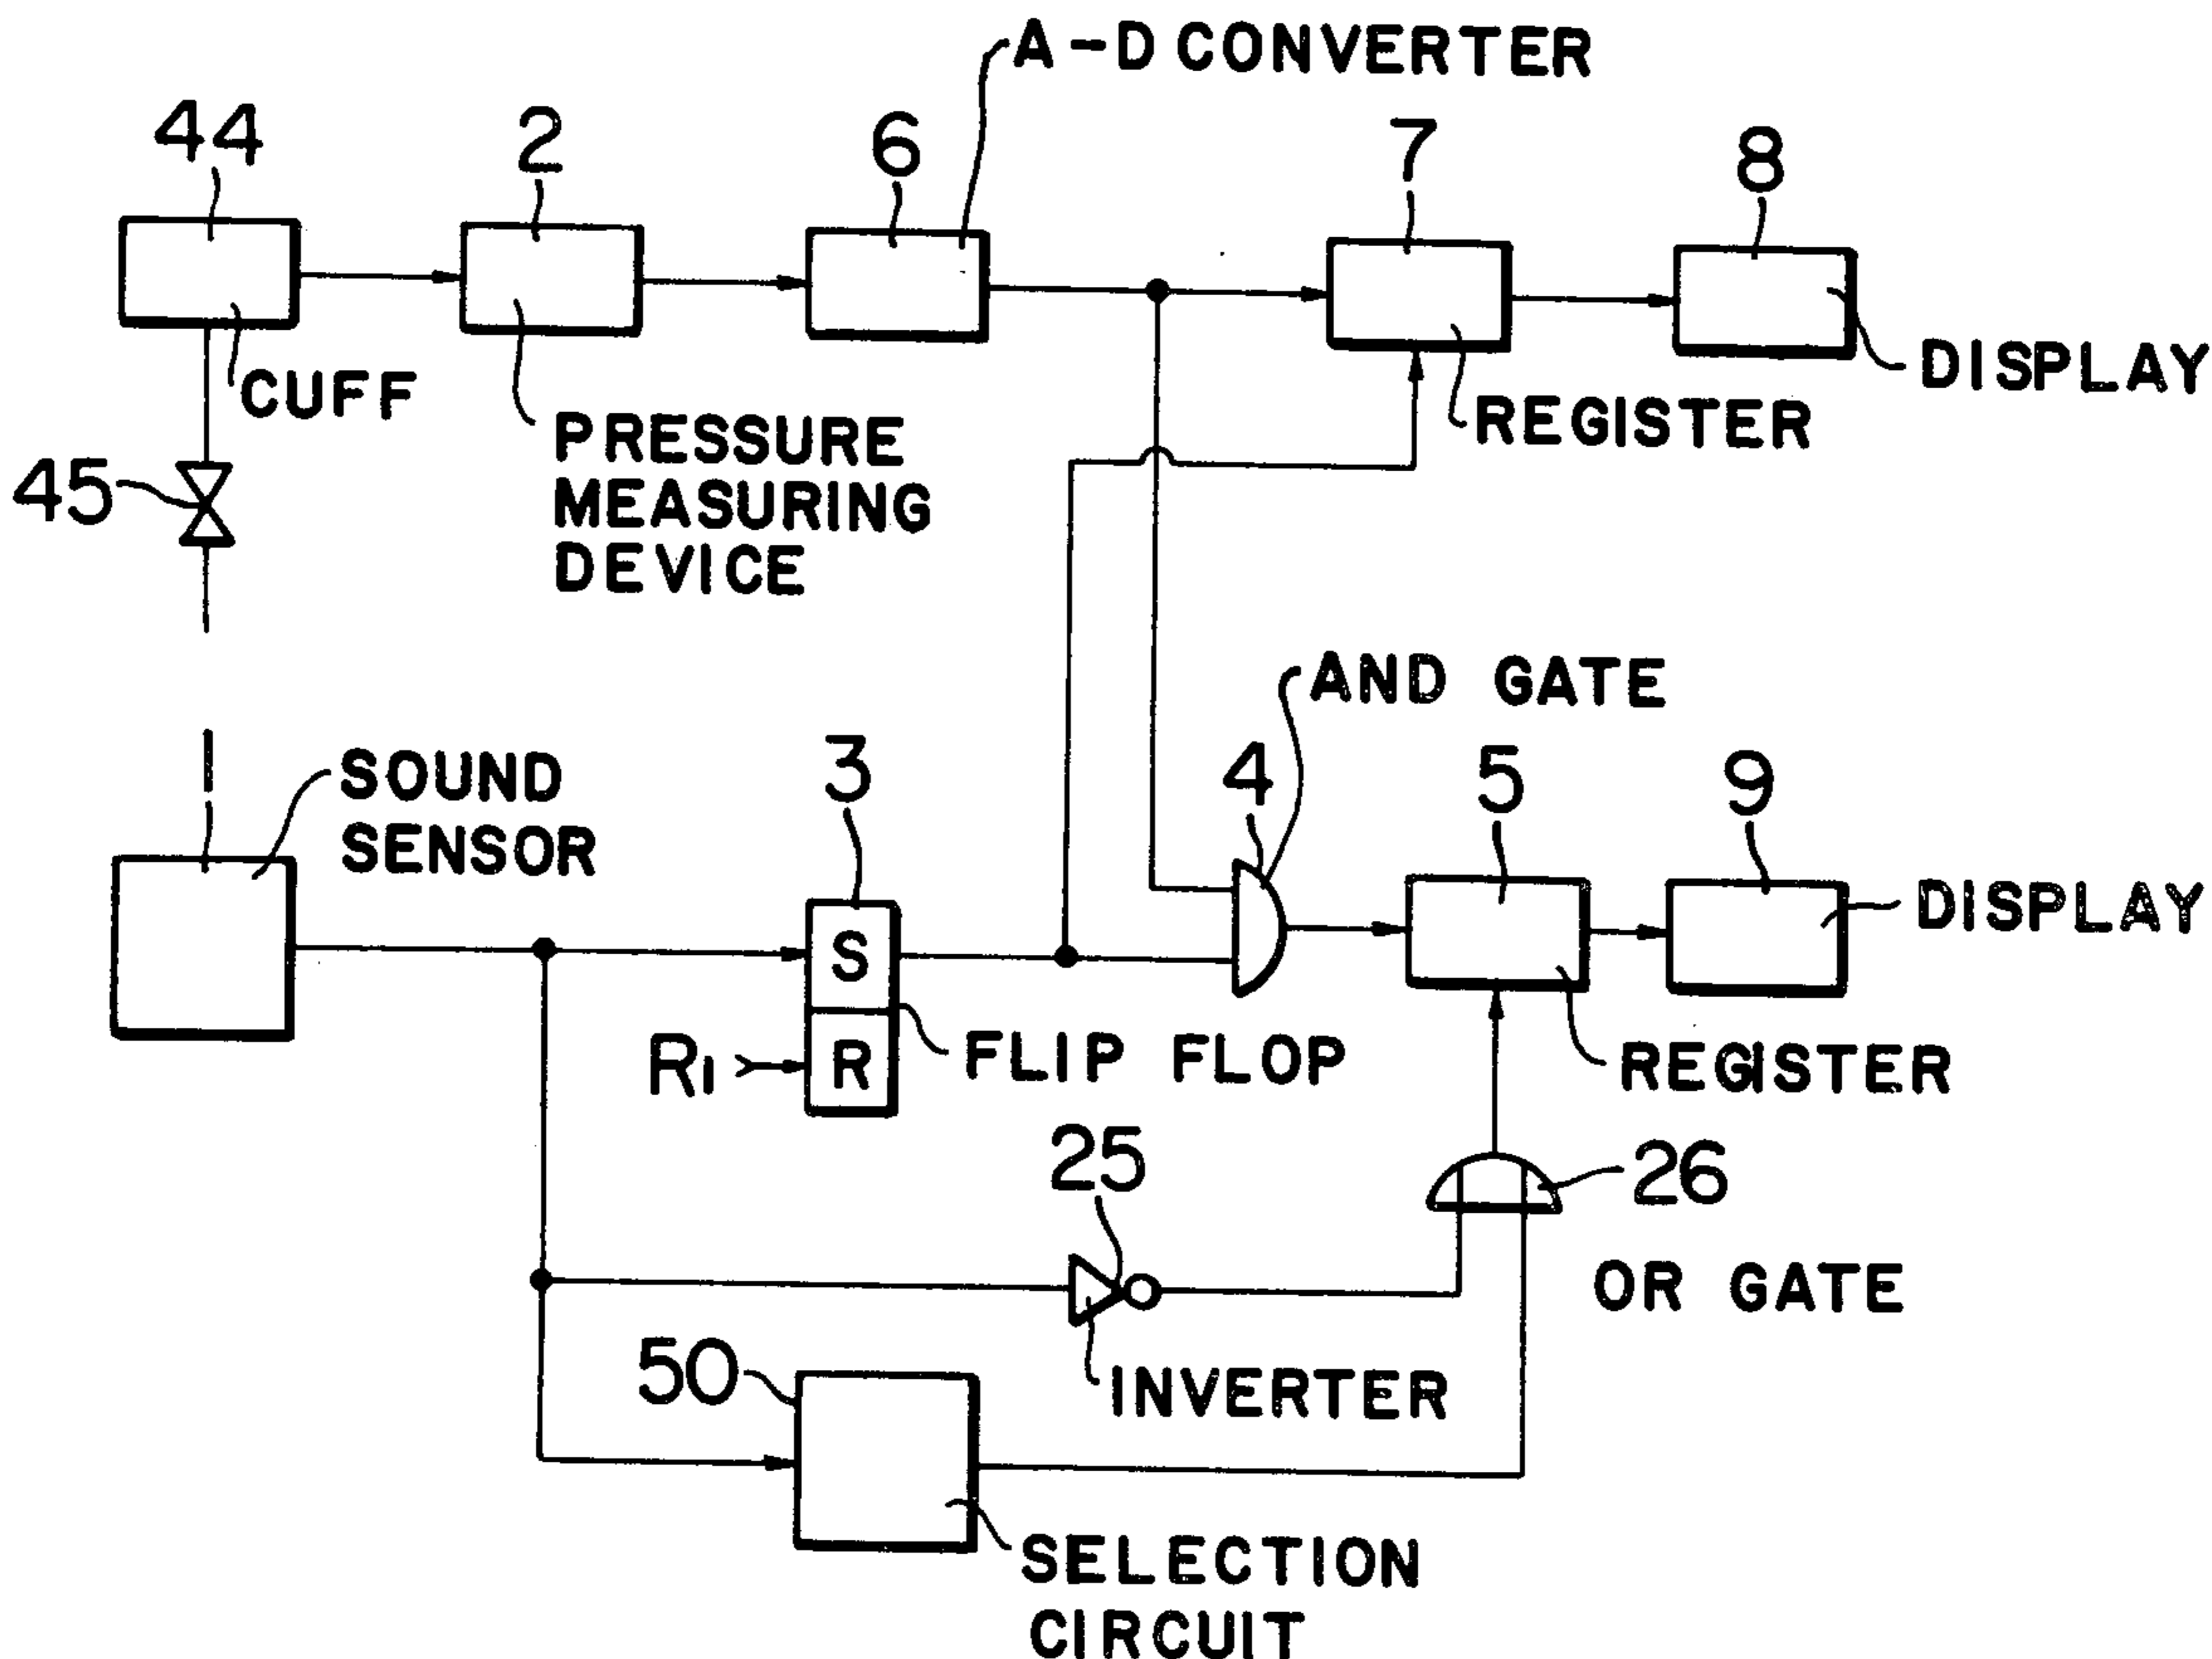 A-D CONVERTER
44
2
6
7
8
CUFF
DISPLAY
REGISTER
PRESSURE
MEASURING
DEVICE
45
AND GATE
1
SOUND
SENSOR
3
4
5
9
S
DISPLAY
R1
R
FLIP FLOP
REGISTER
25
26
OR GATE
50
INVERTER
SELECTION
CIRCUIT